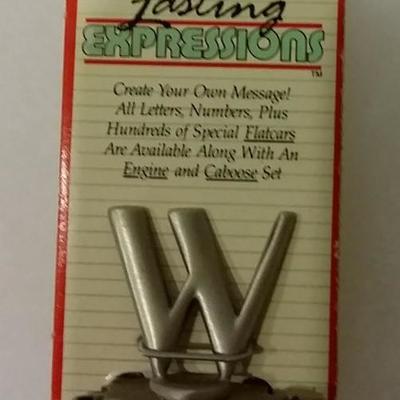 Lasting
EXPRESSIONS
TM
Create Your Own Message!
All Letters, Numbers, Plus
Hundreds of Special Flatcars
Are Available Along With An
Engine and Caboose Set
W